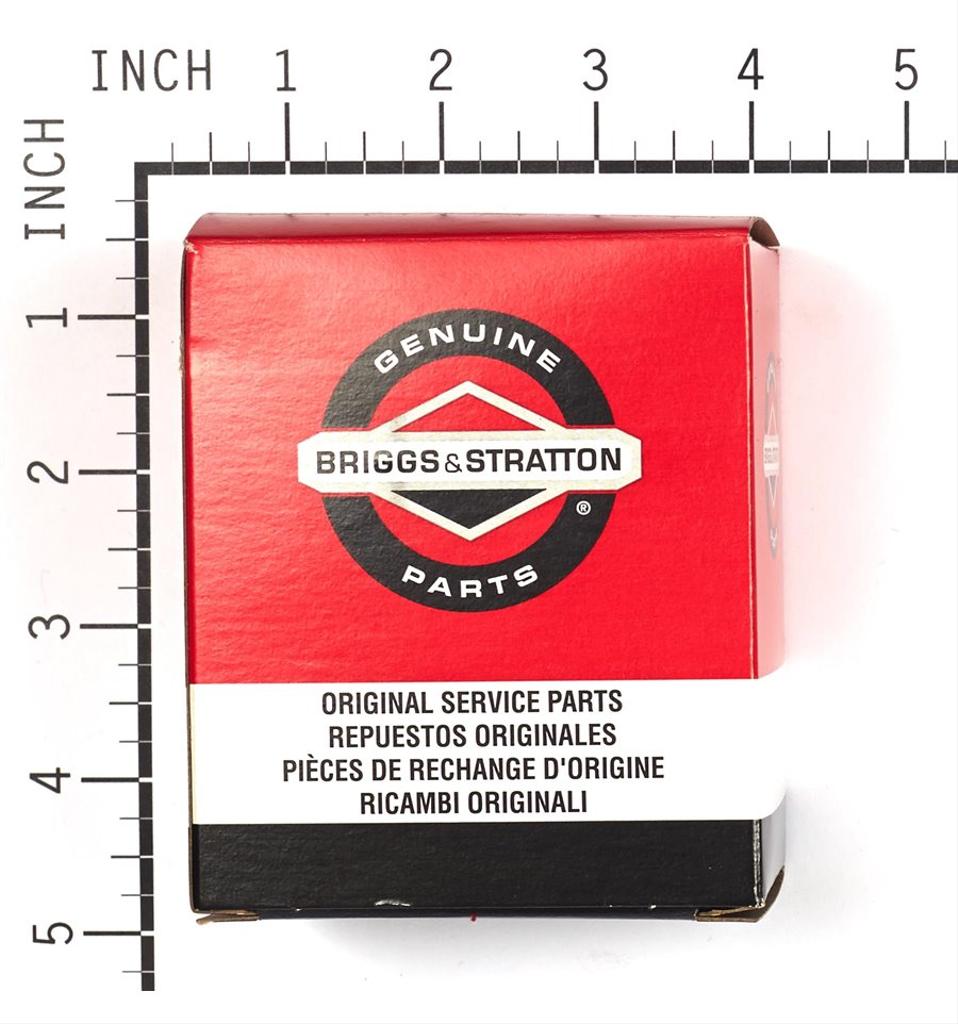 INCH 1 2 3 4 5
INCH
1
2
3
4
5
GENUINE
BRIGGS & STRATTON
®
PARTS
ORIGINAL SERVICE PARTS
REPUESTOS ORIGINALES
PIÈCES DE RECHANGE D'ORIGINE
RICAMBI ORIGINALI